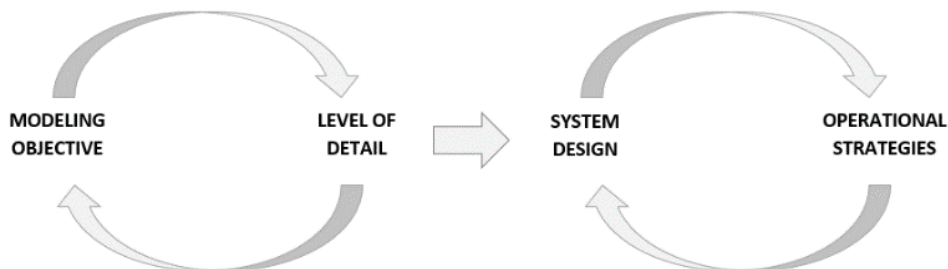 MODELING
OBJECTIVE
LEVEL OF
DETAIL
SYSTEM
DESIGN
OPERATIONAL
STRATEGIES